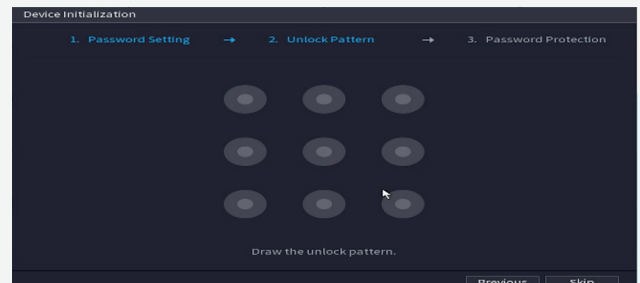 Device Initialization
1. Password Setting → 2. Unlock Pattern → 3. Password Protection
Draw the unlock pattern.
Previous Skip